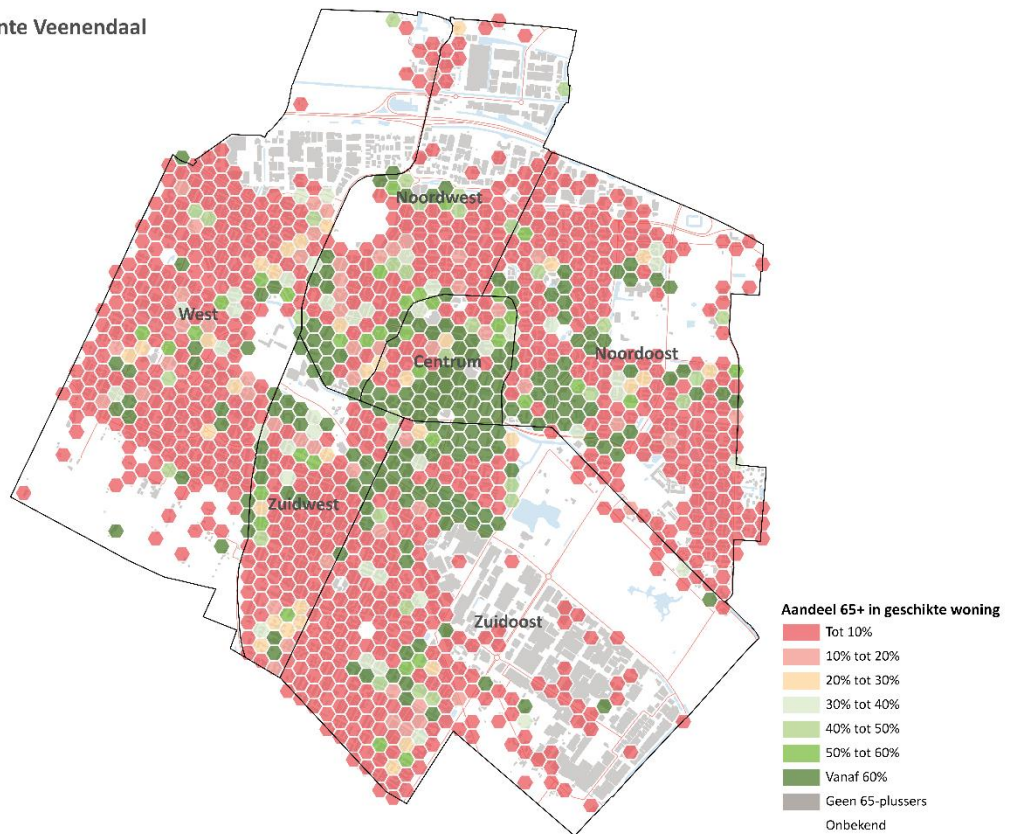 nte Veenendaal
Noordwest
West
Centrum
Noordoost
Zuidwest
Zuidoost
Aandeel 65+ in geschikte woning
Tot 10%
10% tot 20%
20% tot 30%
30% tot 40%
40% tot 50%
50% tot 60%
Vanaf 60%
Geen 65-plussers
Onbekend